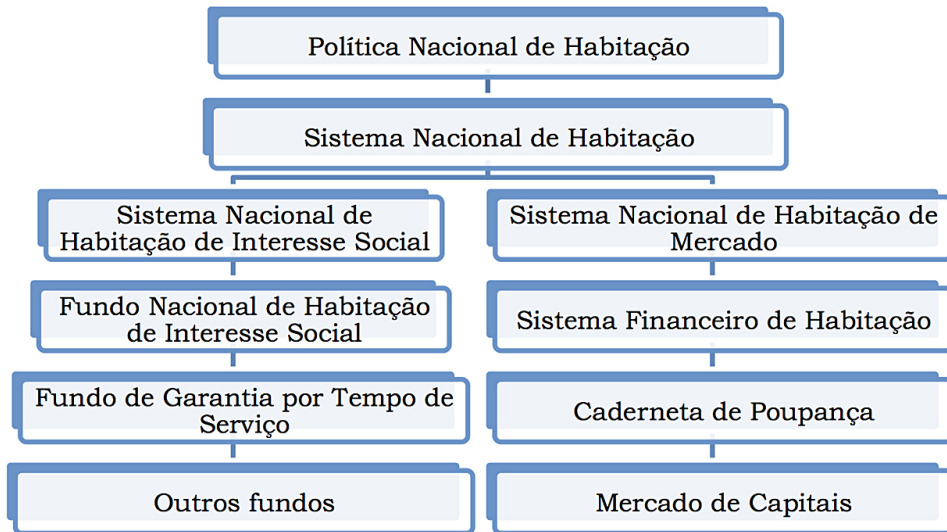 Política Nacional de Habitação
Sistema Nacional de Habitação
Sistema Nacional de
Habitação de Interesse Social
Sistema Nacional de Habitação de
Mercado
Fundo Nacional de Habitação
de Interesse Social
Sistema Financeiro de Habitação
Fundo de Garantia por Tempo de
Serviço
Caderneta de Poupança
Outros fundos
Mercado de Capitais